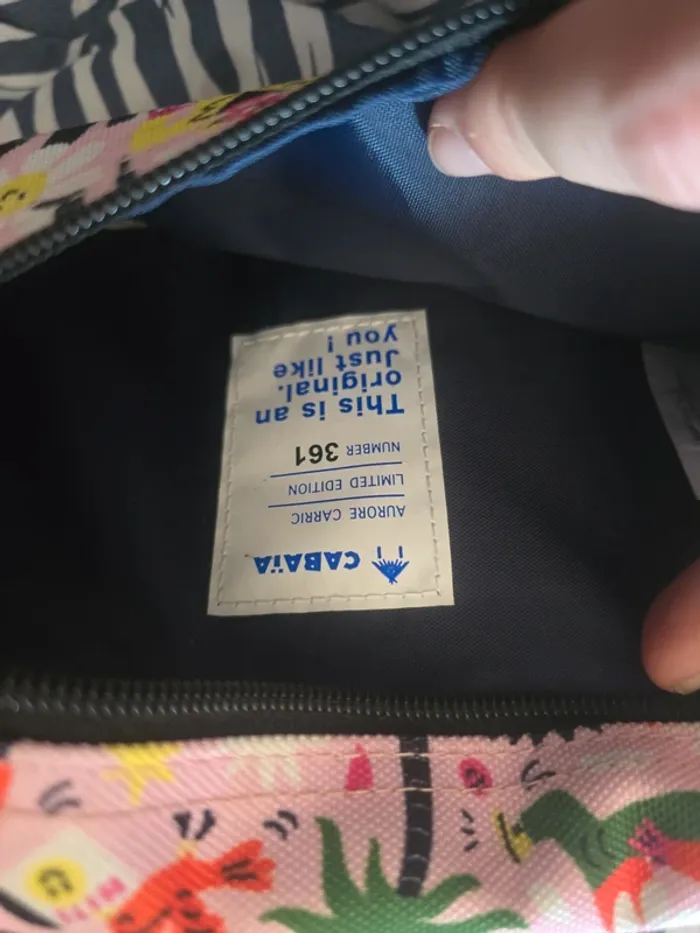 CABAÏA
AURORE CARRIC
LIMITED EDITION
NUMBER 361
This is an
original.
Just like
you !